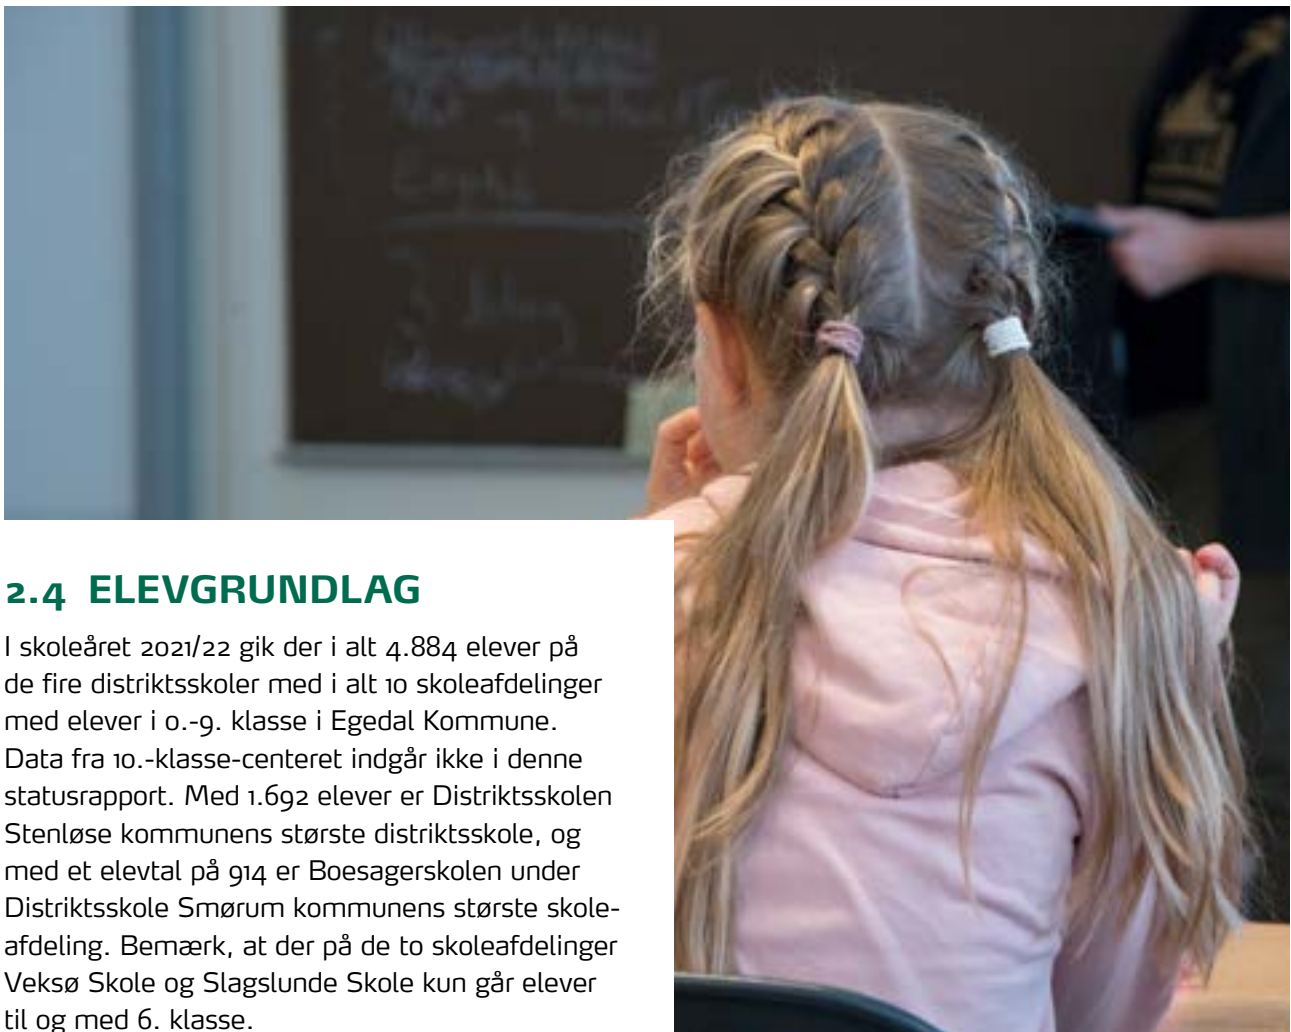 2.4 ELEVGRUNDLAG
I skoleåret 2021/22 gik der i alt 4.884 elever på
de fire distriktsskoler med i alt 10 skoleafdelinger
med elever i 0.-9. klasse i Egedal Kommune.
Data fra 10.-klasse-centeret indgår ikke i denne
statusrapport. Med 1.692 elever er Distriktsskolen
Stenløse kommunens største distriktsskole, og
med et elevtal på 914 er Boesagerskolen under
Distriktsskole Smørum kommunens største skole-
afdeling. Bemærk, at der på de to skoleafdelinger
Veksø Skole og Slagslunde Skole kun går elever
til og med 6. klasse.